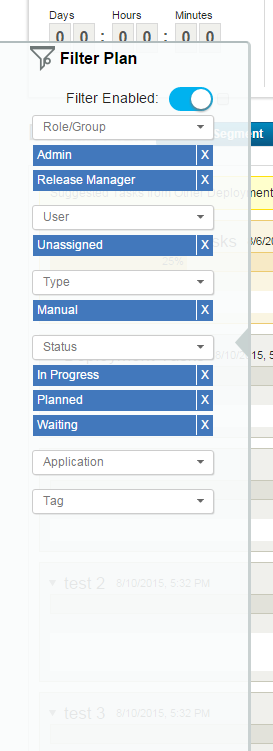 Days Hours Minutes
0 0 : 0 0 : 0 0
Filter Plan
Filter Enabled:
Role/Group
Segment
Admin X
Release Manager X
Suggested Tasks from Other Deployment
User
Unassigned X
8/6/20
25%
Type
Manual X
Status
8/10/2015, 5
In Progress X
Planned X
Waiting X
Application
Tag
test 2 8/10/2015, 5:32 PM
test 3 8/10/2015, 5:32 PM